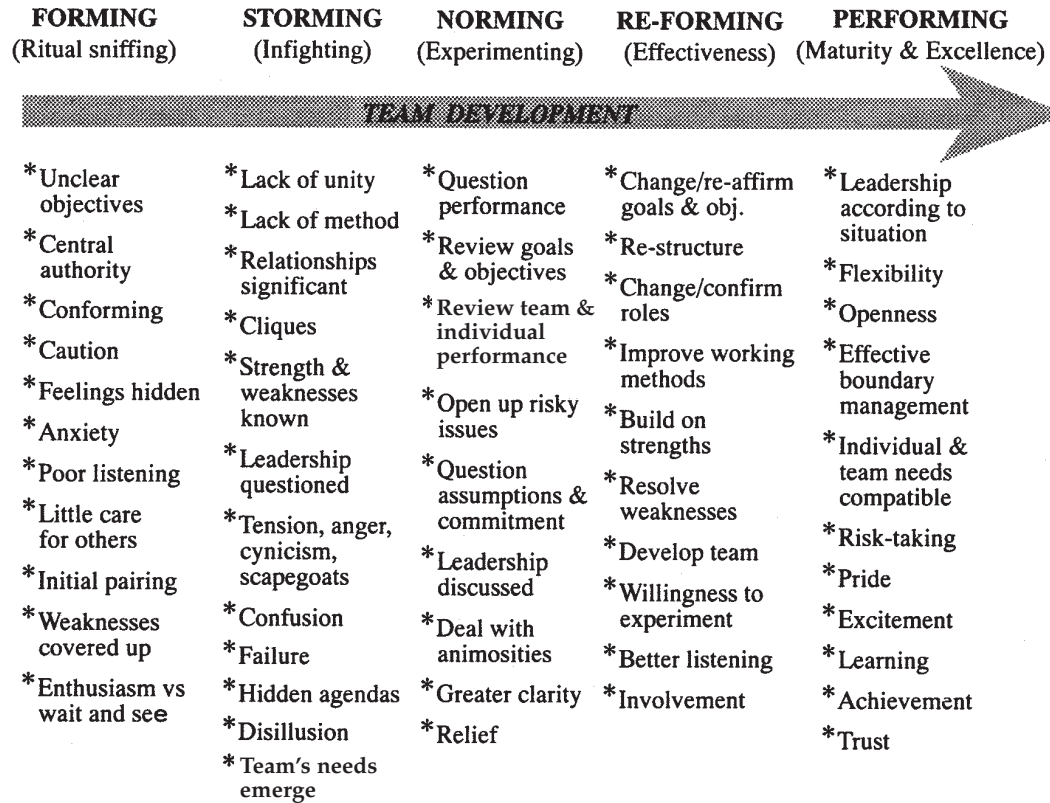 FORMING
(Ritual sniffing)
STORMING
(Infighting)
NORMING
(Experimenting)
RE-FORMING
(Effectiveness)
PERFORMING
(Maturity & Excellence)
TEAM DEVELOPMENT
*Unclear
objectives
*Central
authority
*Conforming
*Caution
*Feelings hidden
*Anxiety
*Poor listening
*Little care
for others
*Initial pairing
*Weaknesses
covered up
*Enthusiasm vs
wait and see
*Lack of unity
*Lack of method
*Relationships
significant
*Cliques
*Strength &
weaknesses
known
*Leadership
questioned
*Tension, anger,
cynicism,
scapegoats
*Confusion
*Failure
*Hidden agendas
*Disillusion
*Team's needs
emerge
*Question
performance
*Review goals
& objectives
*Review team &
individual
performance
*Open up risky
issues
*Question
assumptions &
commitment
*Leadership
discussed
*Deal with
animosities
*Greater clarity
*Relief
*Change/re-affirm
goals & obj.
*Re-structure
*Change/confirm
roles
*Improve working
methods
*Build on
strengths
*Resolve
weaknesses
*Develop team
*Willingness to
experiment
*Better listening
*Involvement
*Leadership
according to
situation
*Flexibility
*Openness
*Effective
boundary
management
*Individual &
team needs
compatible
*Risk-taking
*Pride
*Excitement
*Learning
*Achievement
*Trust